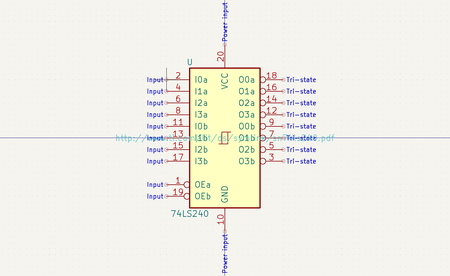 Power input
20
U
VCC
Input 2 I0a O0a 18 Tri-state
Input 4 I1a O1a 16 Tri-state
Input 6 I2a O2a 14 Tri-state
Input 8 I3a O3a 12 Tri-state
Input 11 I0b O0b 9 Tri-state
Input 13 I1b O1b 7 Tri-state
Input 15 I2b O2b 5 Tri-state
Input 17 I3b O3b 3 Tri-state
Input 1 OEa
Input 19 OEb
GND
74LS240
10
Power input